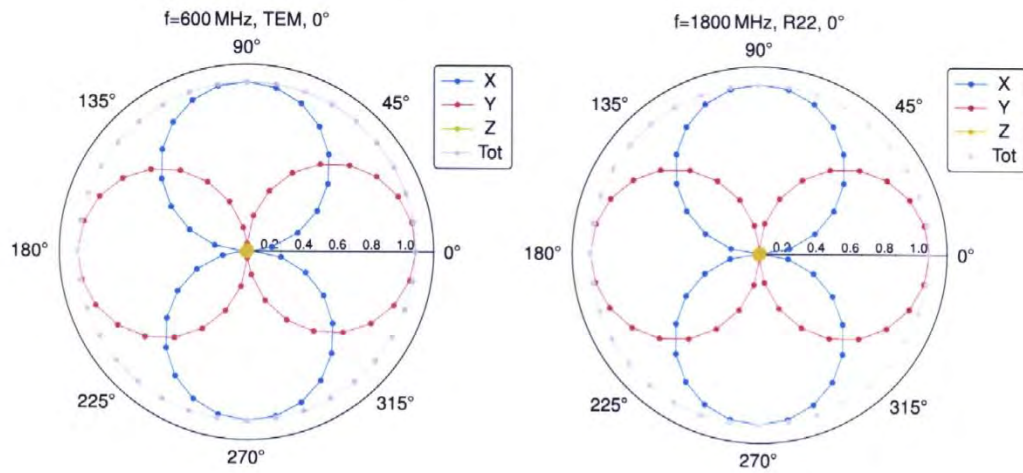 f=600 MHz, TEM, 0°
90°
135°
45°
X
Y
Z
Tot
180°
0.2 0.4 0.6 0.8 1.0
0°
225°
315°
270°
f=1800 MHz, R22, 0°
90°
135°
45°
X
Y
Z
Tot
180°
0.2 0.4 0.6 0.8 1.0
0°
225°
315°
270°